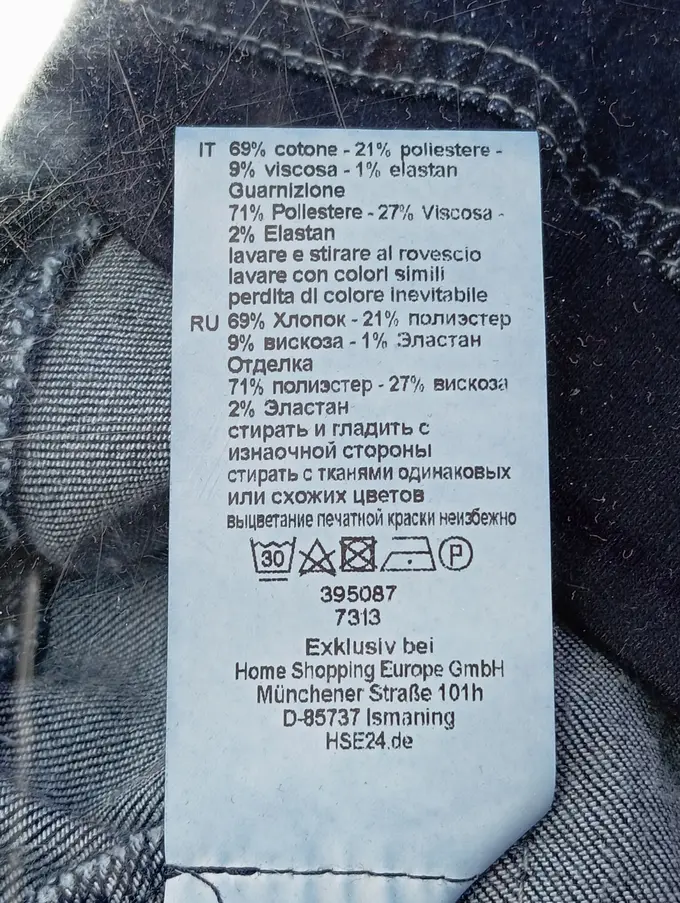 IT 69% cotone - 21% poliestere -
9% viscosa - 1% elastan
Guarnizione
71% Poliestere - 27% Viscosa -
2% Elastan
lavare e stirare al rovescio
lavare con colori simili
perdita di colore inevitabile
RU 69% Хлопок - 21% полиэстер
9% вискоза - 1% Эластан
Отделка
71% полиэстер - 27% вискоза
2% Эластан
стирать и гладить с
изнаочной стороны
стирать с тканями одинаковых
или схожих цветов
выцветание печатной краски неизбежно
30 P
395087
7313
Exklusiv bei
Home Shopping Europe GmbH
Münchener Straße 101h
D-85737 Ismaning
HSE24.de